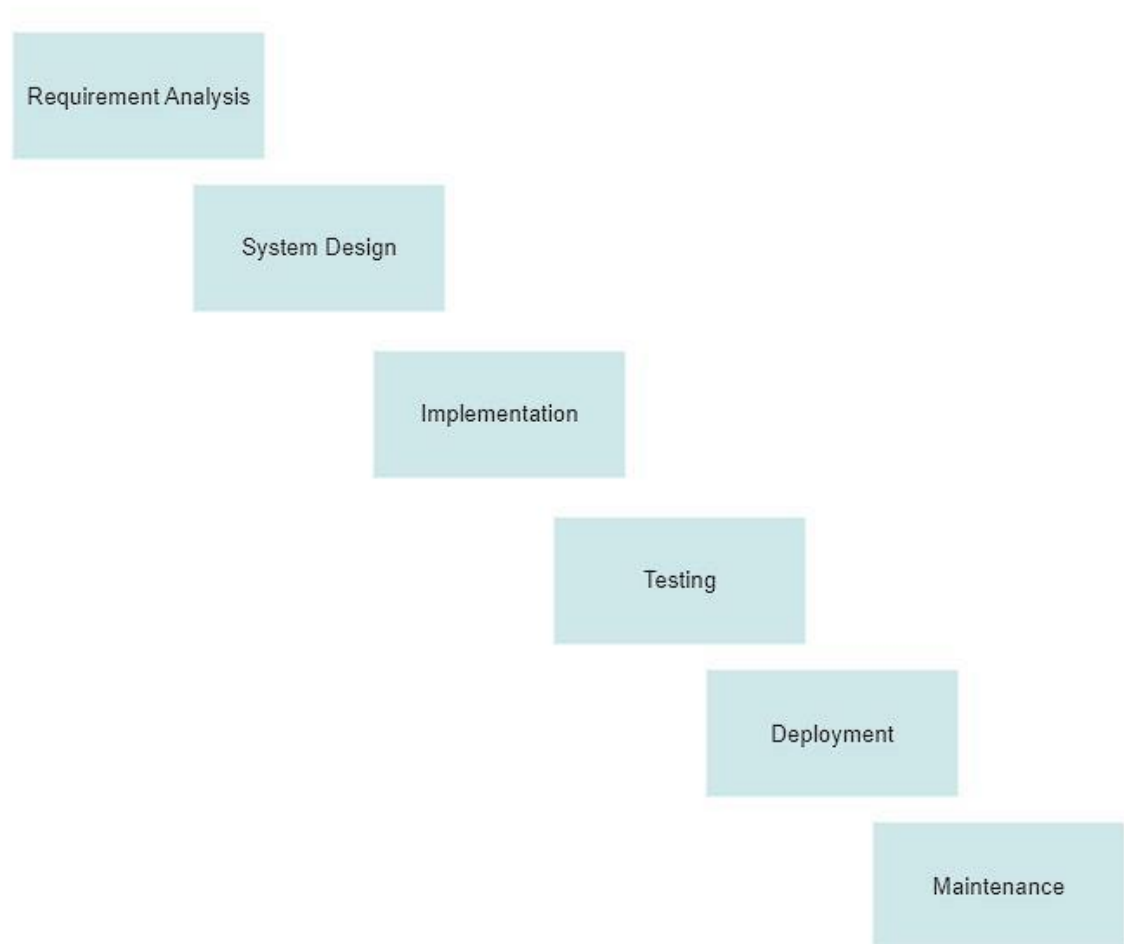 Requirement Analysis
System Design
Implementation
Testing
Deployment
Maintenance